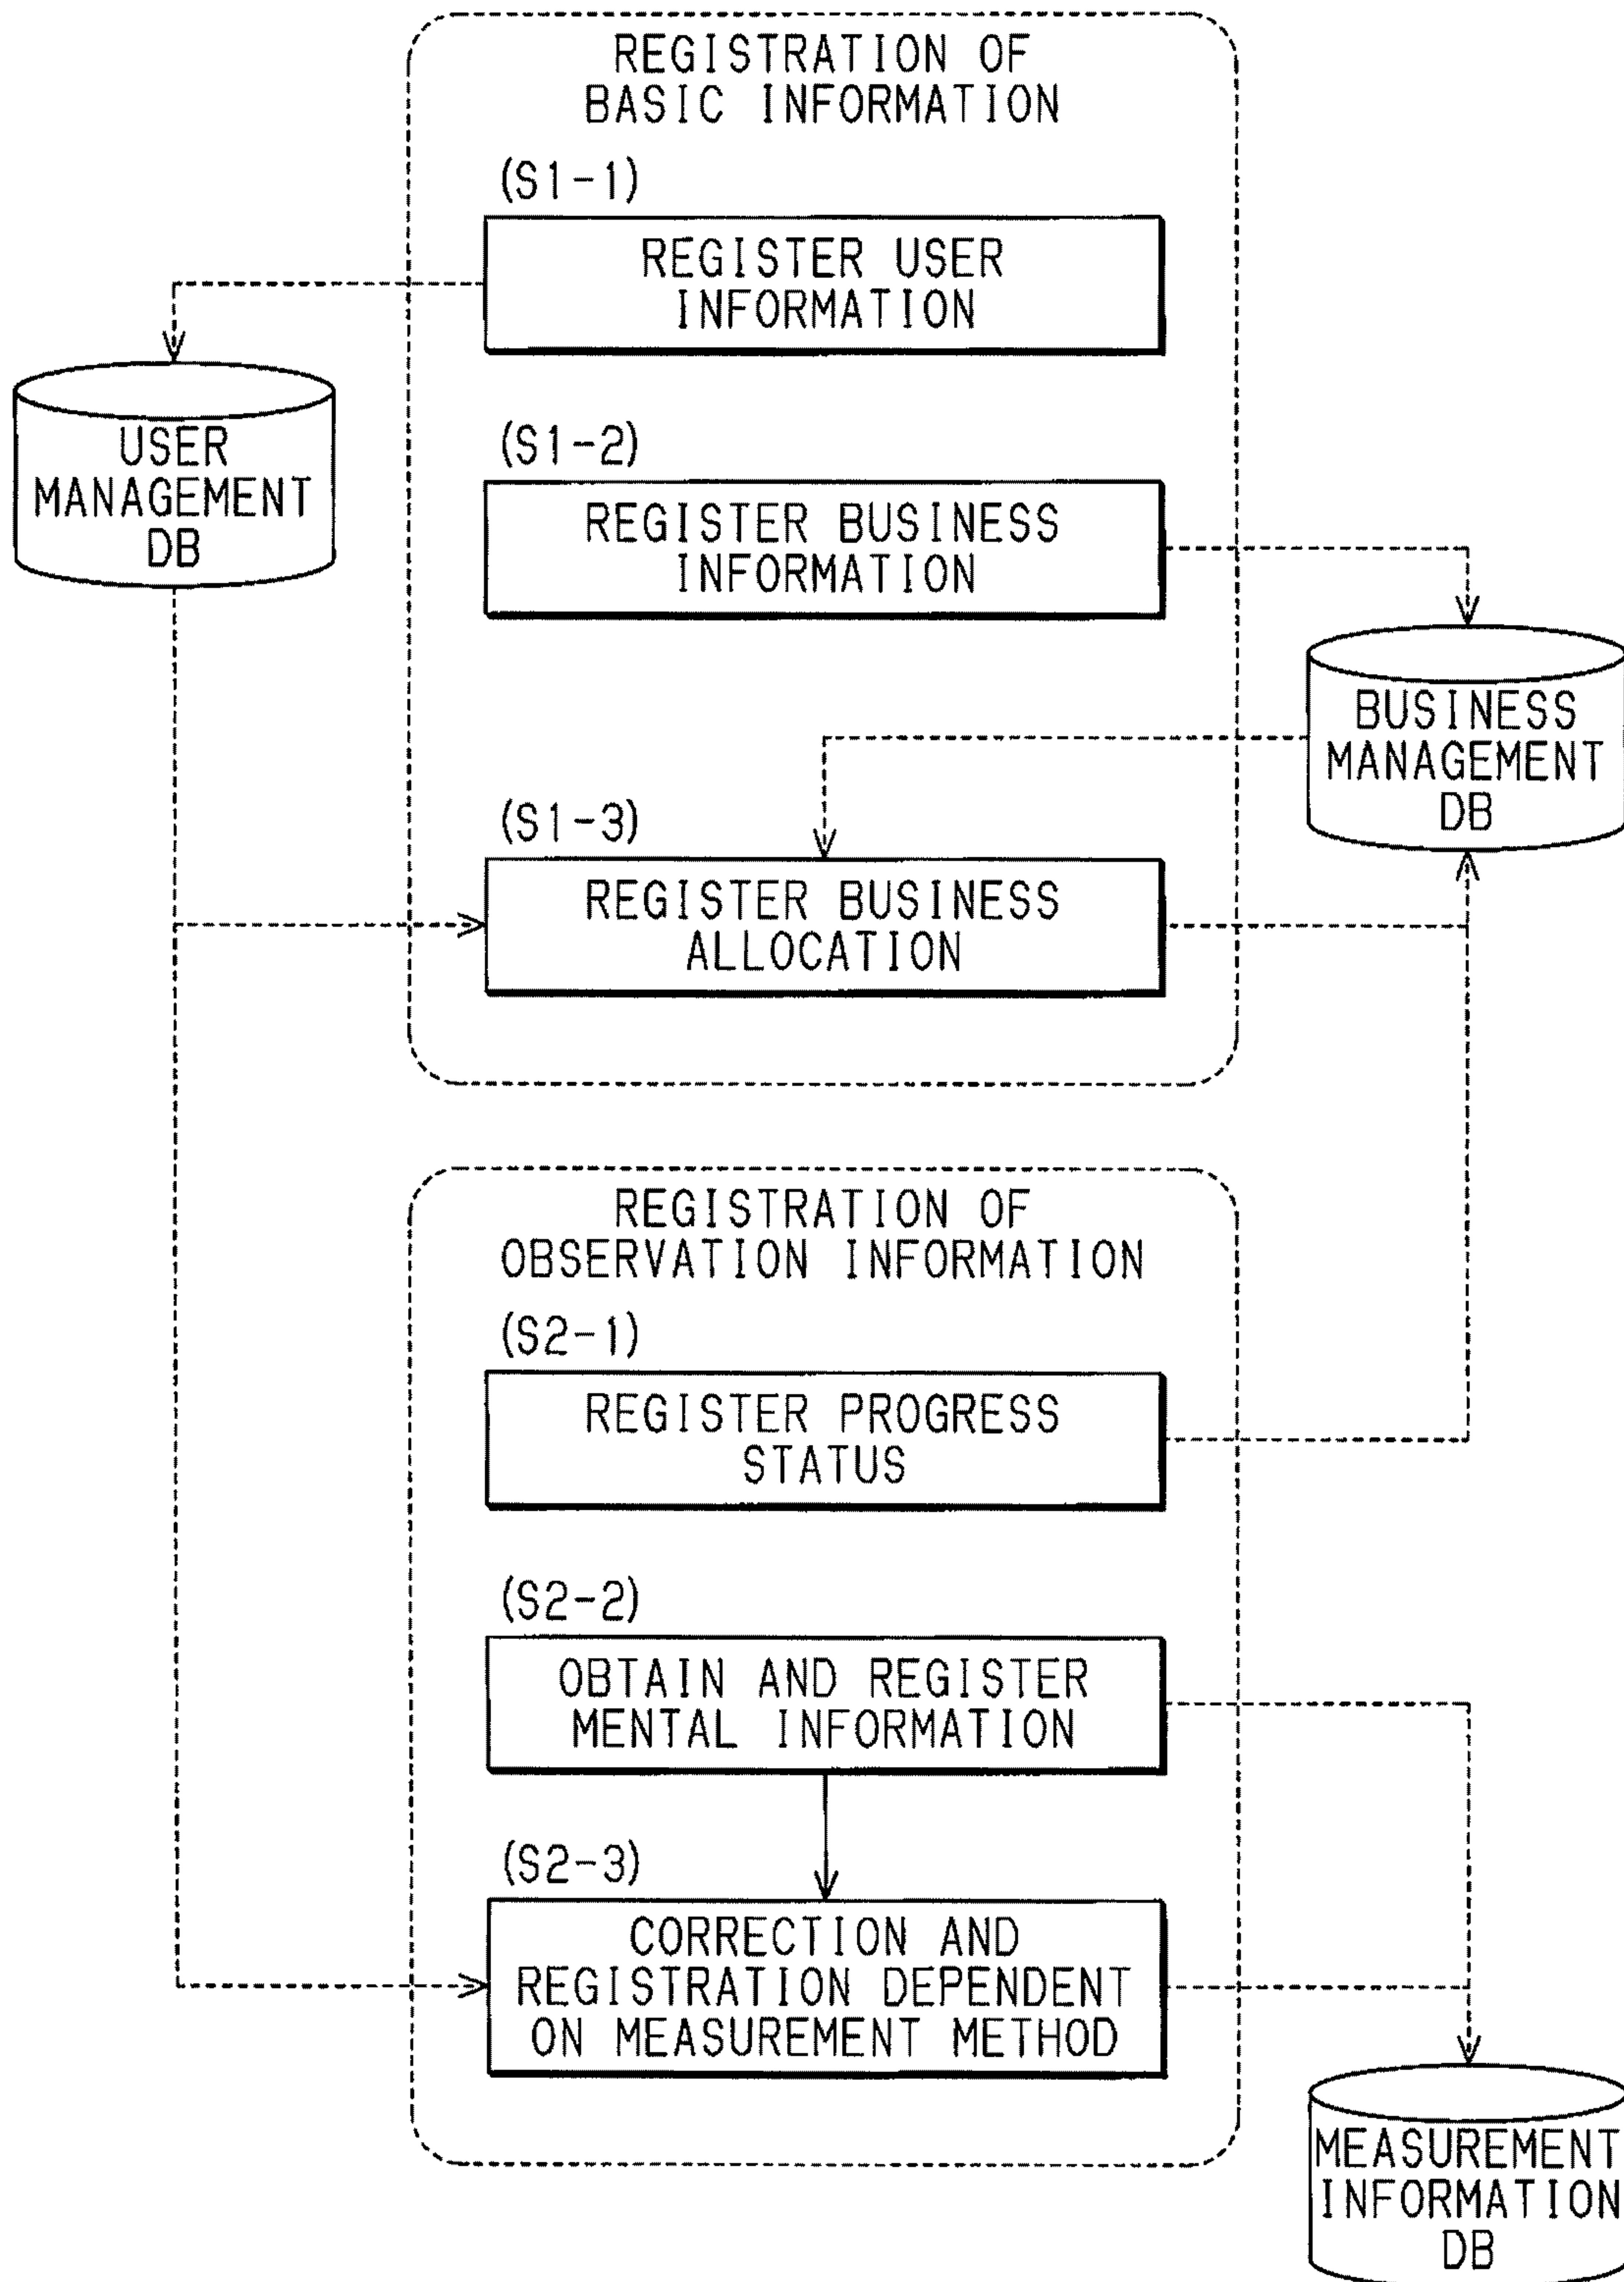 REGISTRATION OF
BASIC INFORMATION
(S1-1)
REGISTER USER
INFORMATION
USER
MANAGEMENT
DB
(S1-2)
REGISTER BUSINESS
INFORMATION
BUSINESS
MANAGEMENT
DB
(S1-3)
REGISTER BUSINESS
ALLOCATION
REGISTRATION OF
OBSERVATION INFORMATION
(S2-1)
REGISTER PROGRESS
STATUS
(S2-2)
OBTAIN AND REGISTER
MENTAL INFORMATION
(S2-3)
CORRECTION AND
REGISTRATION DEPENDENT
ON MEASUREMENT METHOD
MEASUREMENT
INFORMATION
DB